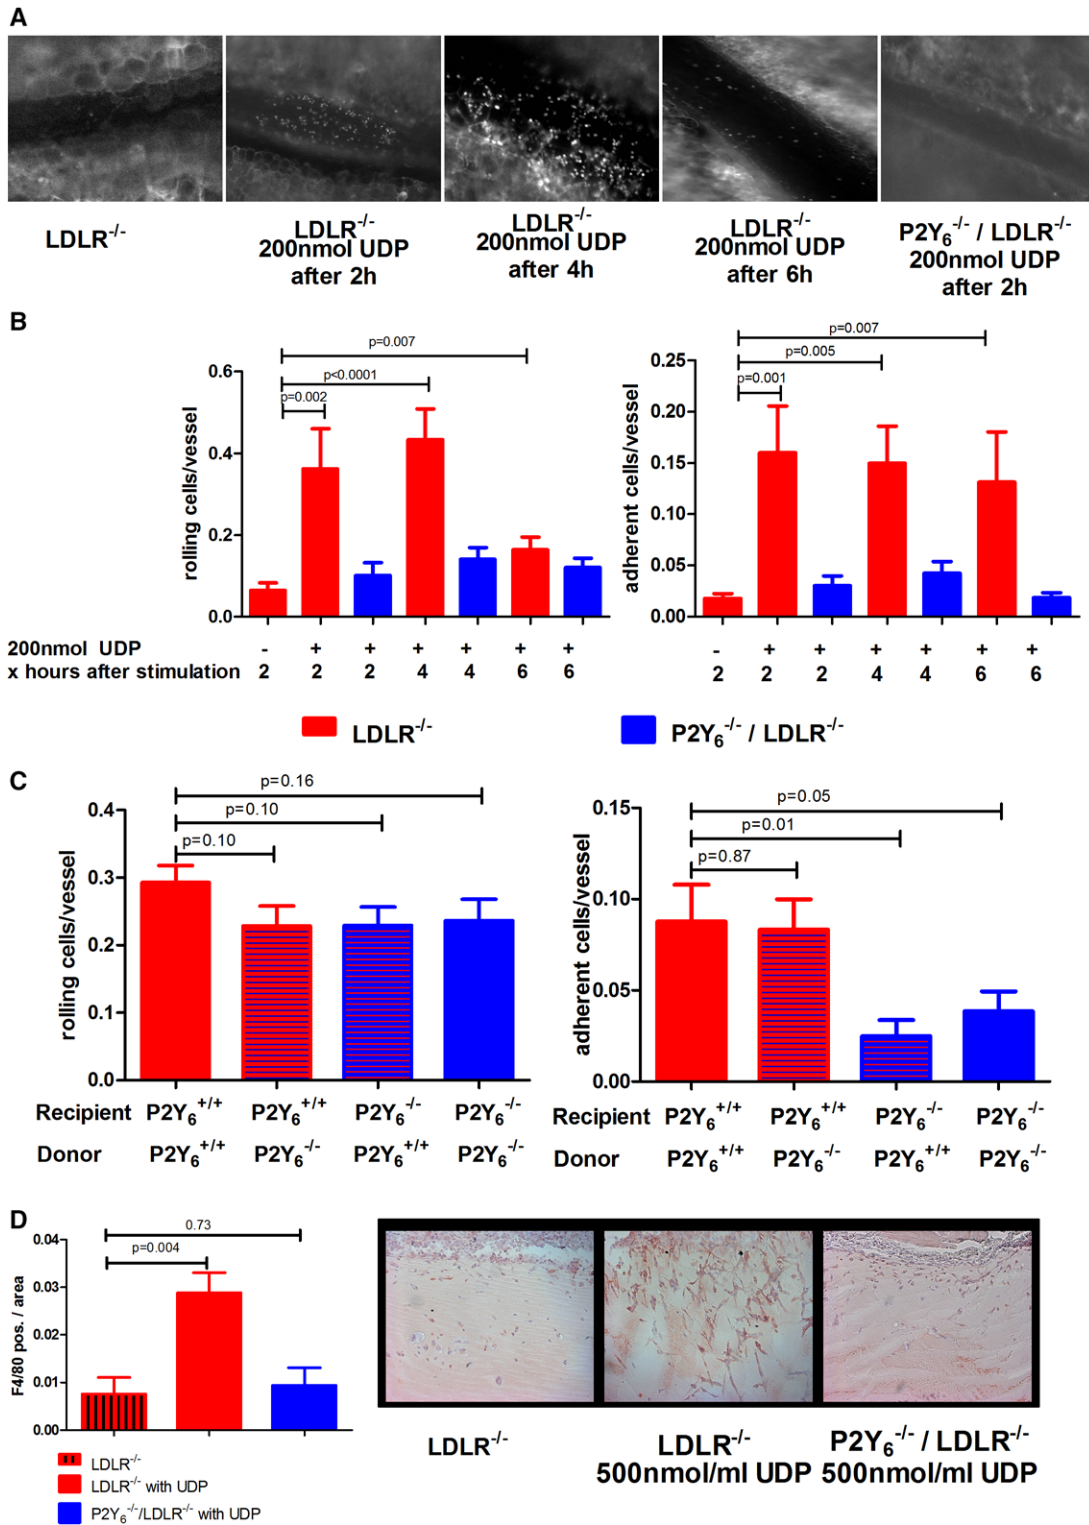 A
LDLR-/-
LDLR-/-
200nmol UDP
after 2h
LDLR-/-
200nmol UDP
after 4h
LDLR-/-
200nmol UDP
after 6h
P2Y6-/- / LDLR-/-
200nmol UDP
after 2h
B
p=0.007
p<0.0001
p=0.002
rolling cells/vessel
0.6
0.4
0.2
0.0
p=0.007
p=0.005
p=0.001
adherent cells/vessel
0.25
0.20
0.15
0.10
0.05
0.00
200nmol UDP - + + + + + + - + + + + + +
x hours after stimulation 2 2 2 4 4 6 6 2 2 2 4 4 6 6
LDLR-/- P2Y6-/- / LDLR-/-
C
p=0.16
p=0.10
p=0.10
rolling cells/vessel
0.4
0.3
0.2
0.1
0.0
Recipient P2Y6+/+ P2Y6+/+ P2Y6-/- P2Y6-/-
Donor P2Y6+/+ P2Y6-/- P2Y6+/+ P2Y6-/-
p=0.05
p=0.01
p=0.87
adherent cells/vessel
0.15
0.10
0.05
0.00
Recipient P2Y6+/+ P2Y6+/+ P2Y6-/- P2Y6-/-
Donor P2Y6+/+ P2Y6-/- P2Y6+/+ P2Y6-/-
D
0.73
p=0.004
F4/80 pos. / area
0.04
0.03
0.02
0.01
0.00
LDLR-/-
LDLR-/- with UDP
P2Y6-/-/LDLR-/- with UDP
LDLR-/-
LDLR-/-
500nmol/ml UDP
P2Y6-/- / LDLR-/-
500nmol/ml UDP